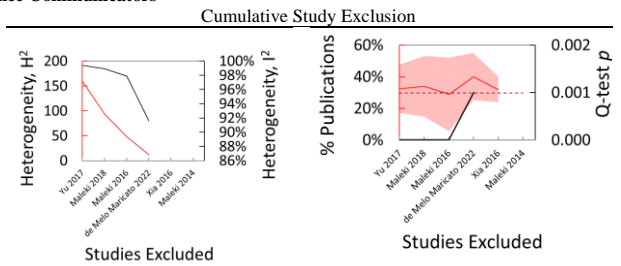 Cumulative Study Exclusion
Heterogeneity, H²
200
150
100
50
0
100%
98%
96%
94%
92%
90%
88%
86%
Heterogeneity, I²
Yu 2017
Maleki 2018
Maleki 2016
de Melo Maricato 2022
Xia 2016
Maleki 2014
Studies Excluded
% Publications
60%
40%
20%
0%
0.002
0.001
0.000
Q-test p
Yu 2017
Maleki 2018
Maleki 2016
de Melo Maricato 2022
Xia 2016
Maleki 2014
Studies Excluded